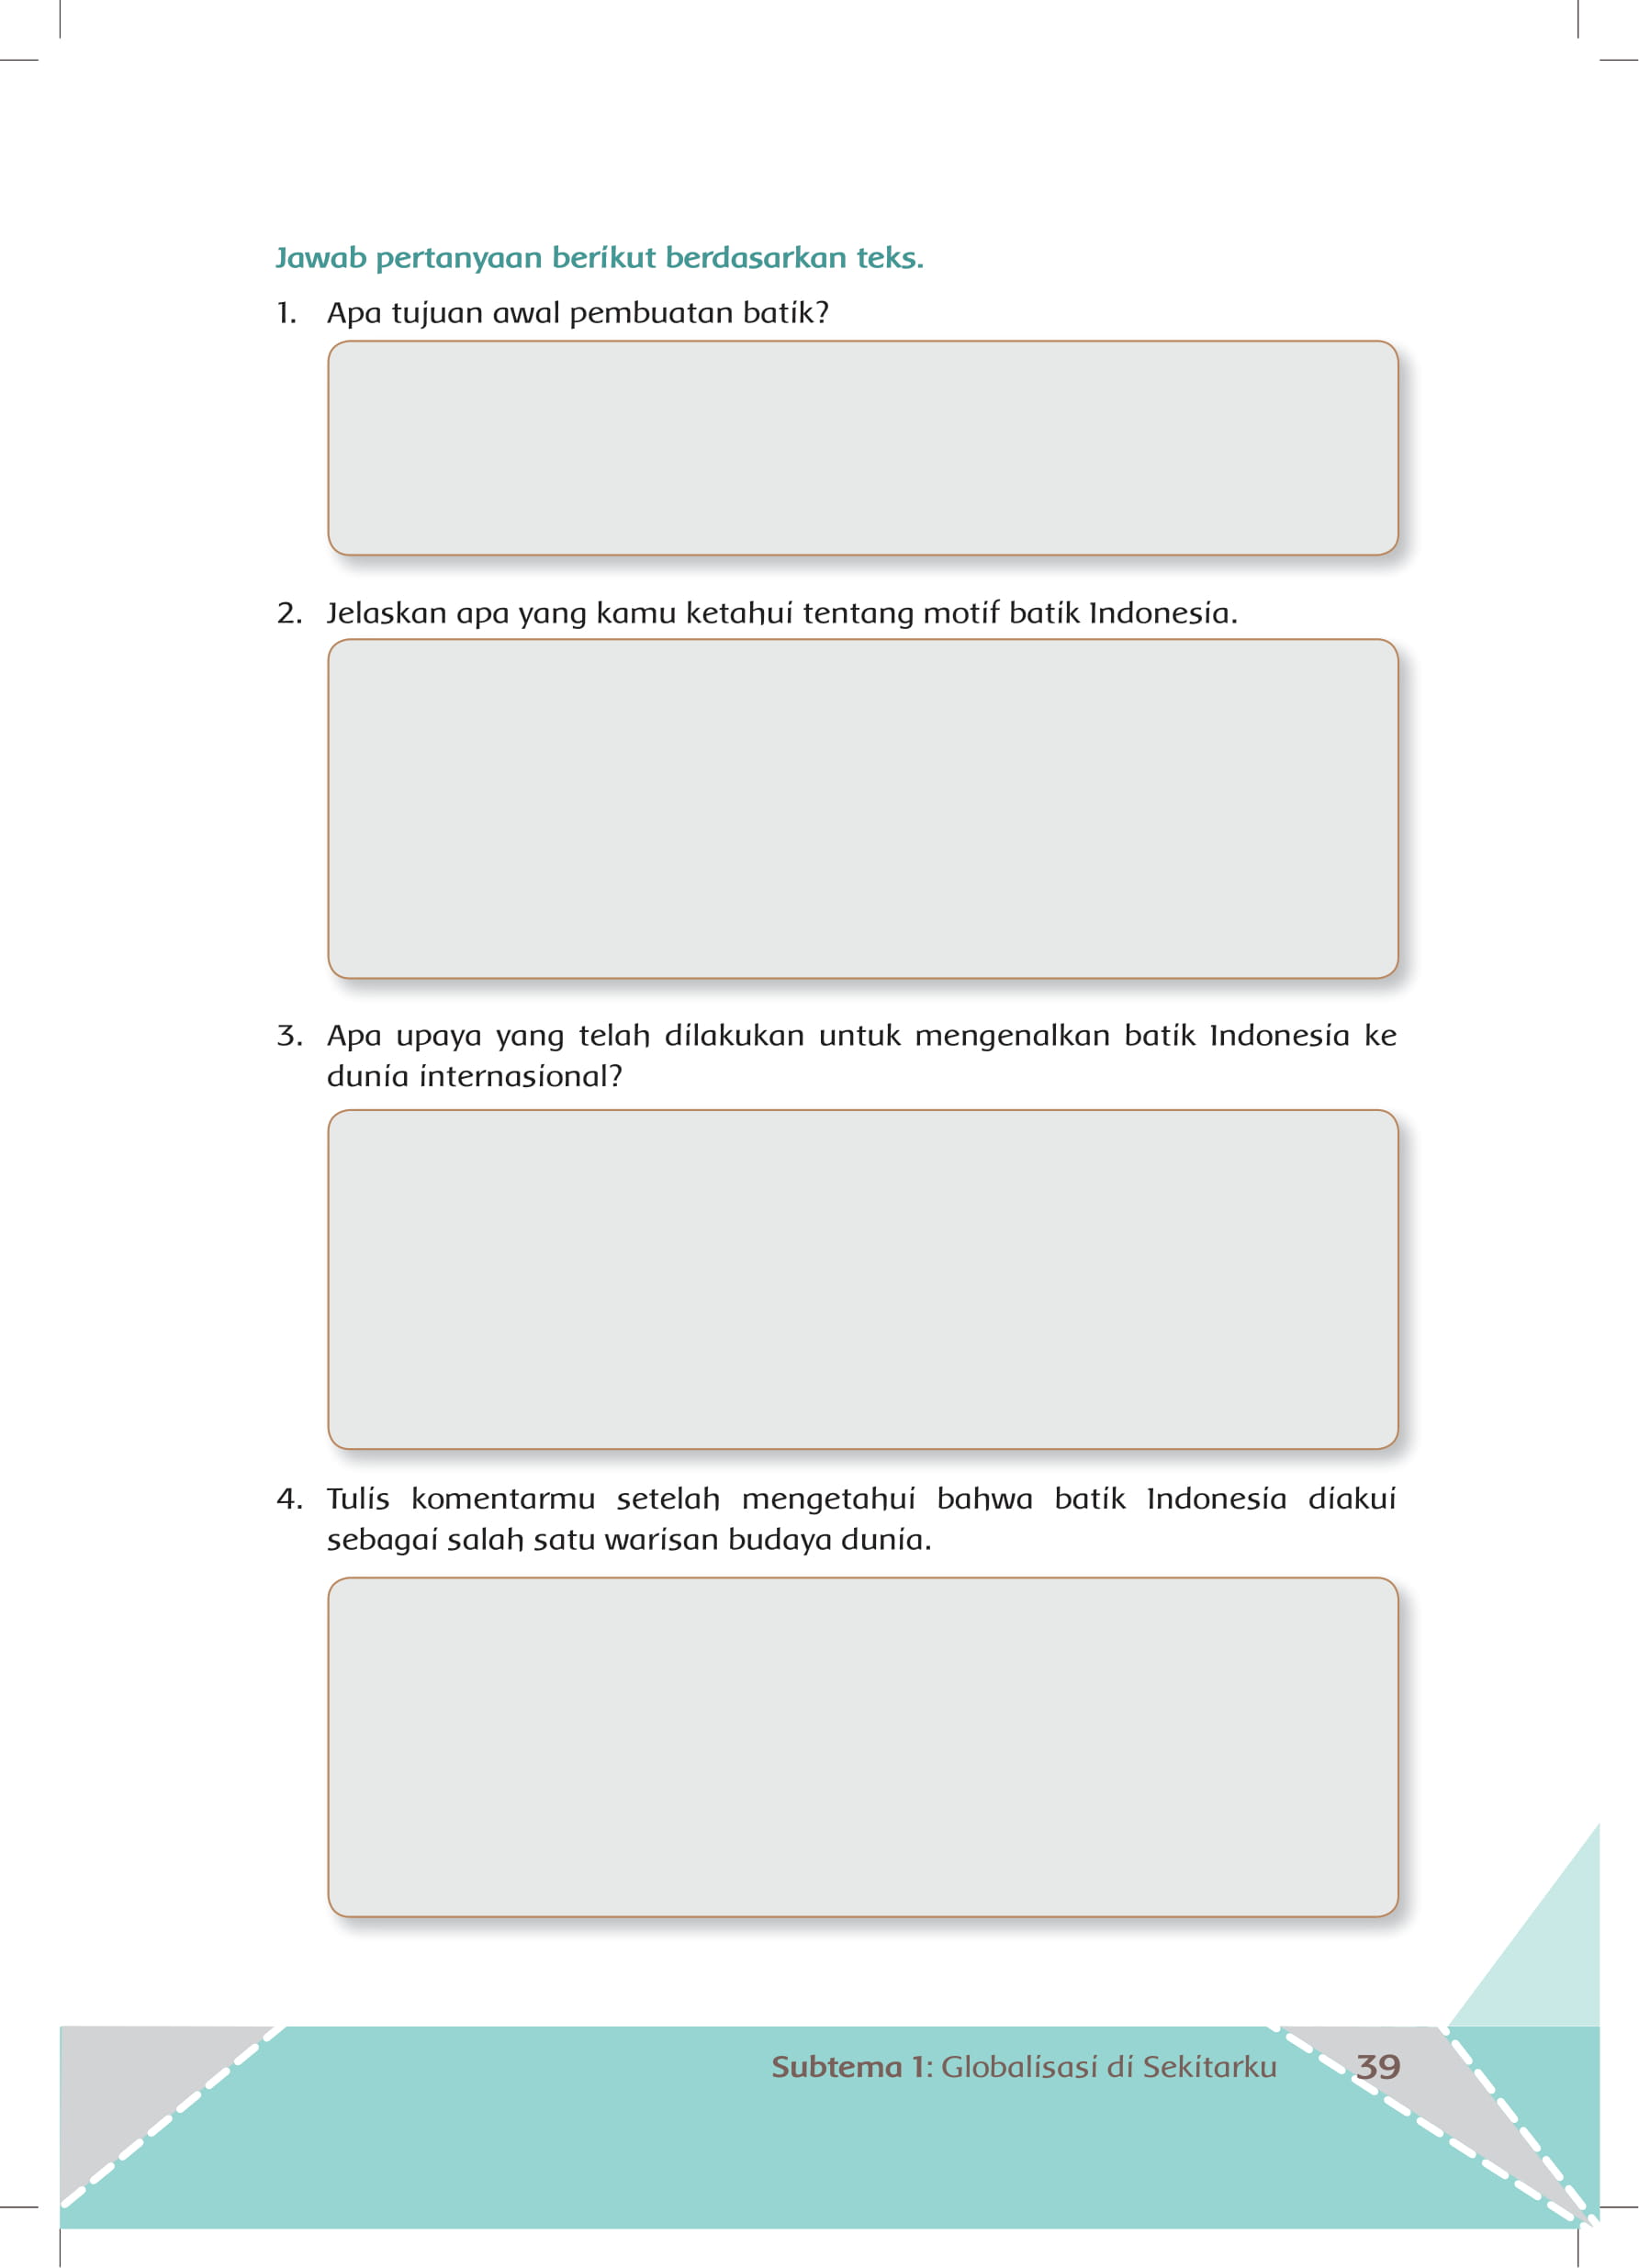 Jawab pertanyaan berikut berdasarkan teks.
1. Apa tujuan awal pembuatan batik?
2. Jelaskan apa yang kamu ketahui tentang motif batik Indonesia.
3. Apa upaya yang telah dilakukan untuk mengenalkan batik Indonesia ke
dunia internasional?
4. Tulis komentarmu setelah mengetahui bahwa batik Indonesia diakui
sebagai salah satu warisan budaya dunia.
Subtema 1: Globalisasi di Sekitarku 39